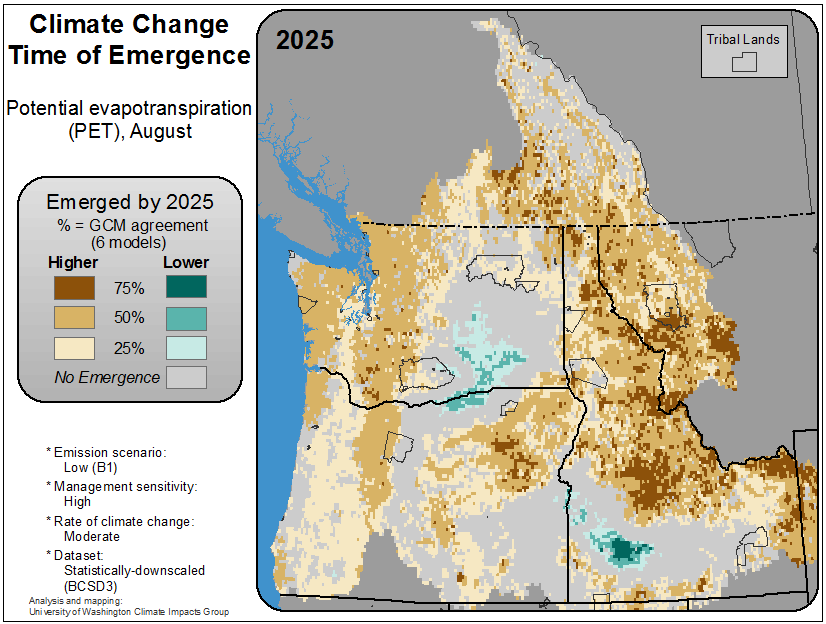 Climate Change
Time of Emergence
Potential evapotranspiration
(PET), August
Emerged by 2025
% = GCM agreement
(6 models)
Higher Lower
75%
50%
25%
No Emergence
* Emission scenario:
Low (B1)
* Management sensitivity:
High
* Rate of climate change:
Moderate
* Dataset:
Statistically-downscaled
(BCSD3)
Analysis and mapping:
University of Washington Climate Impacts Group
2025
Tribal Lands